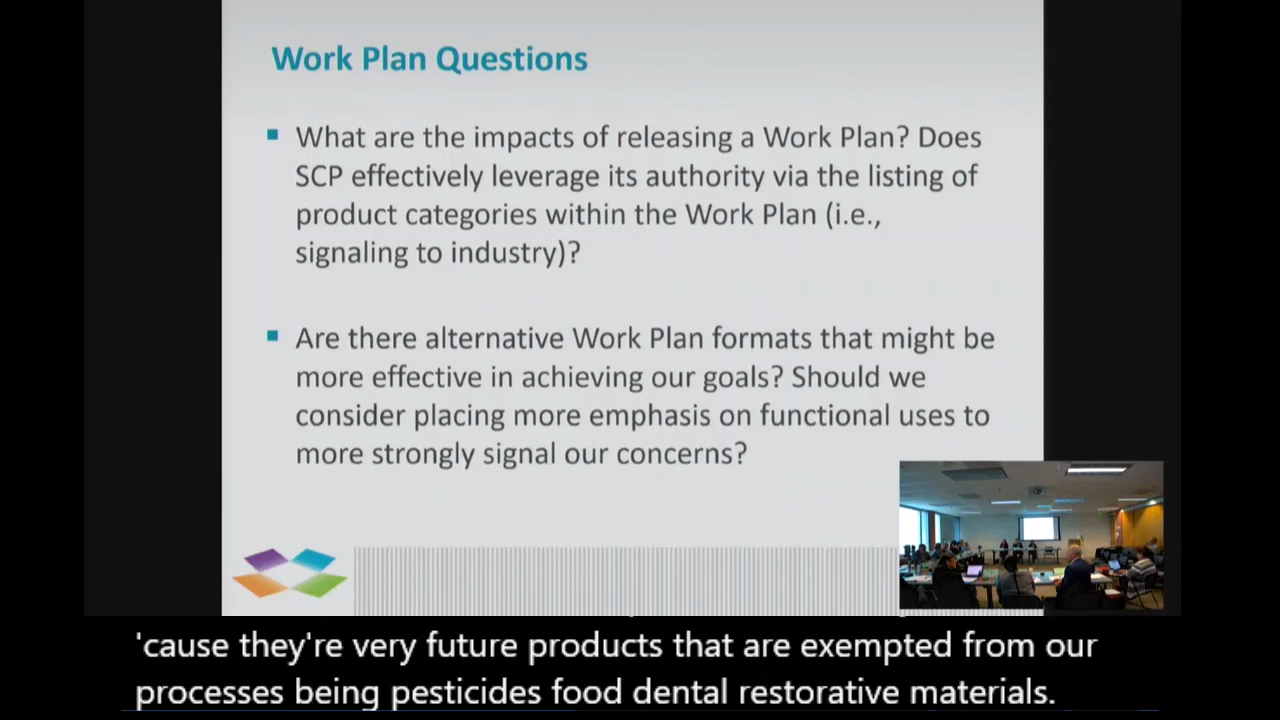 Work Plan Questions
What are the impacts of releasing a Work Plan? Does
SCP effectively leverage its authority via the listing of
product categories within the Work Plan (i.e.,
signaling to industry)?
Are there alternative Work Plan formats that might be
more effective in achieving our goals? Should we
consider placing more emphasis on functional uses to
more strongly signal our concerns?
'cause they're very future products that are exempted from our
processes being pesticides food dental restorative materials.